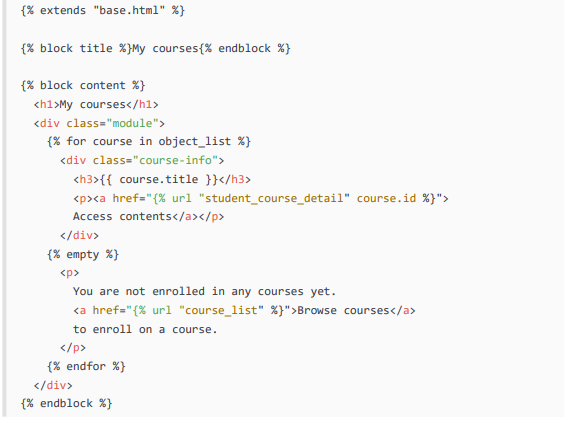 {% extends "base.html" %}
{% block title %}My courses{% endblock %}
{% block content %}
<h1>My courses</h1>
<div class="module">
{% for course in object_list %}
<div class="course-info">
<h3>{{ course.title }}</h3>
<p><a href="{% url "student_course_detail" course.id %}">
Access contents</a></p>
</div>
{% empty %}
<p>
You are not enrolled in any courses yet.
<a href="{% url "course_list" %}">Browse courses</a>
to enroll on a course.
</p>
{% endfor %}
</div>
{% endblock %}